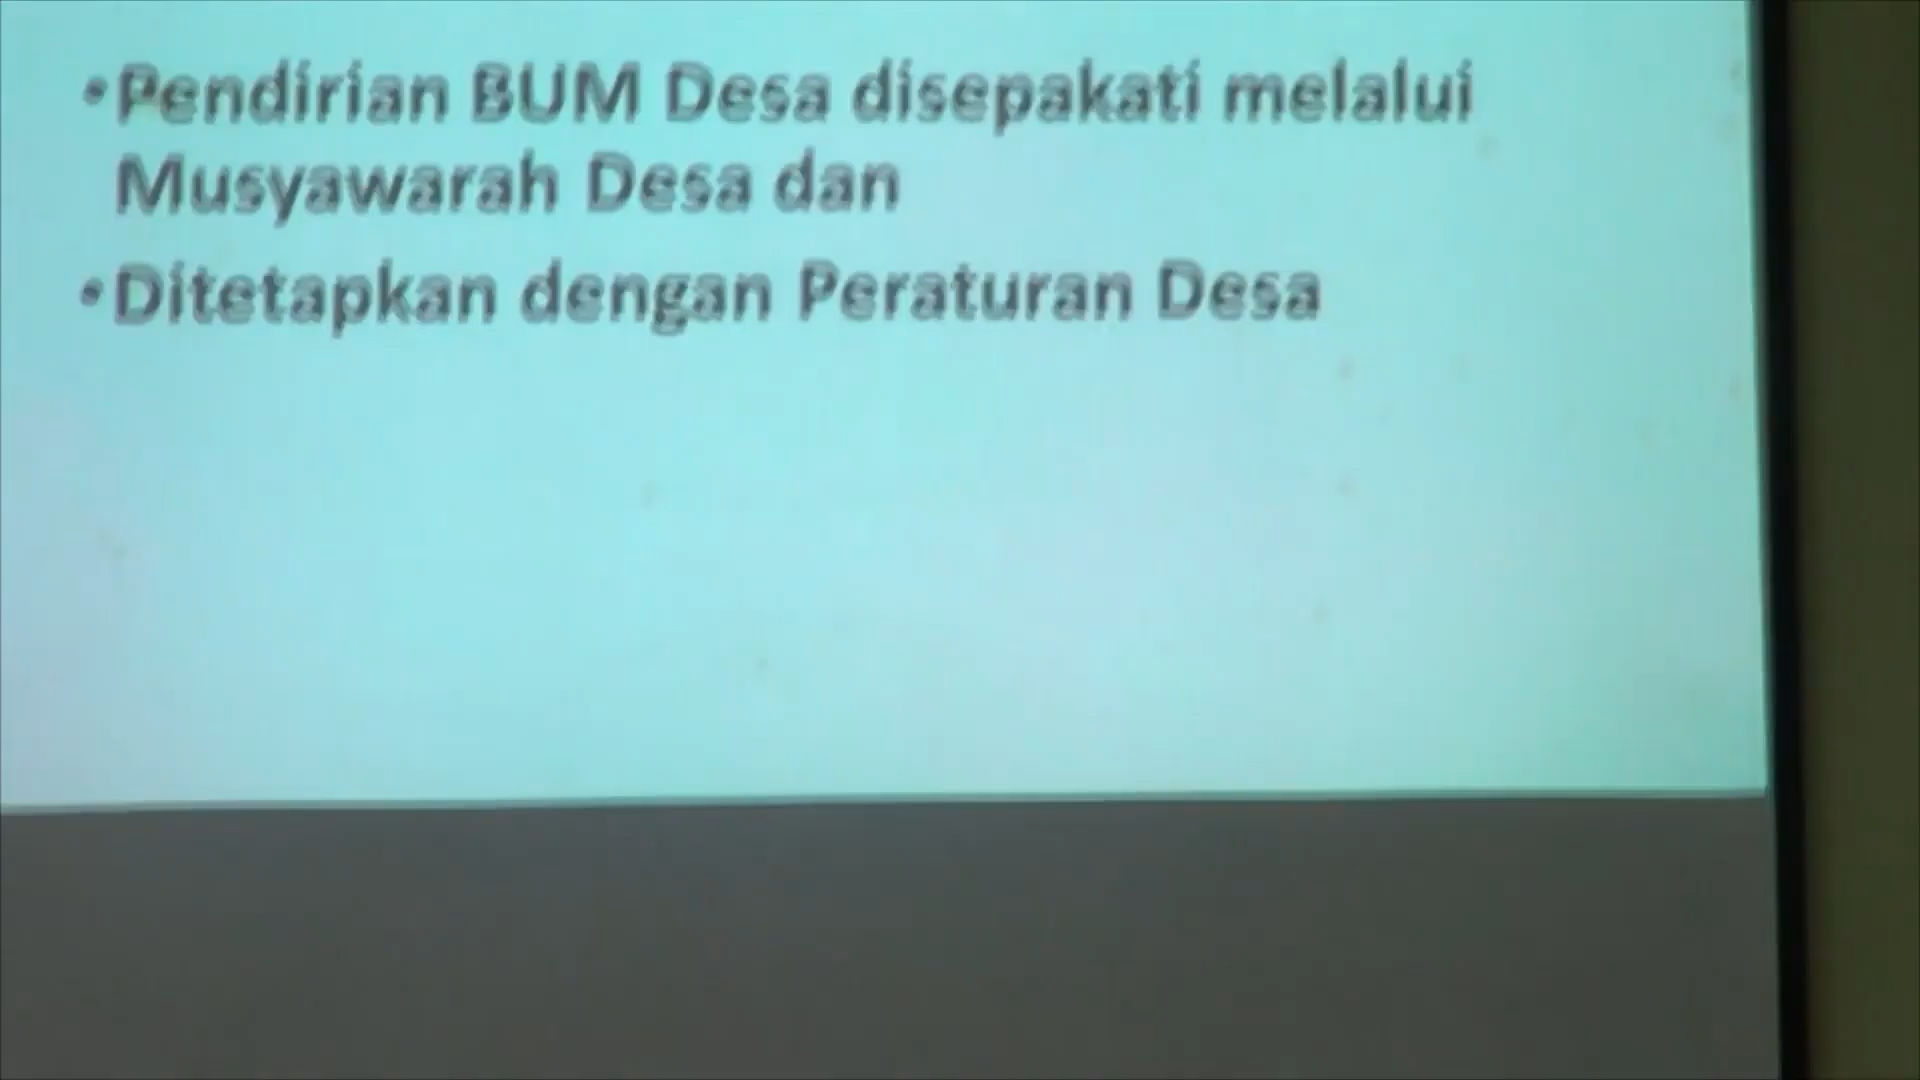 •Pendirian BUM Desa disepakati melalui
Musyawarah Desa dan
•Ditetapkan dengan Peraturan Desa